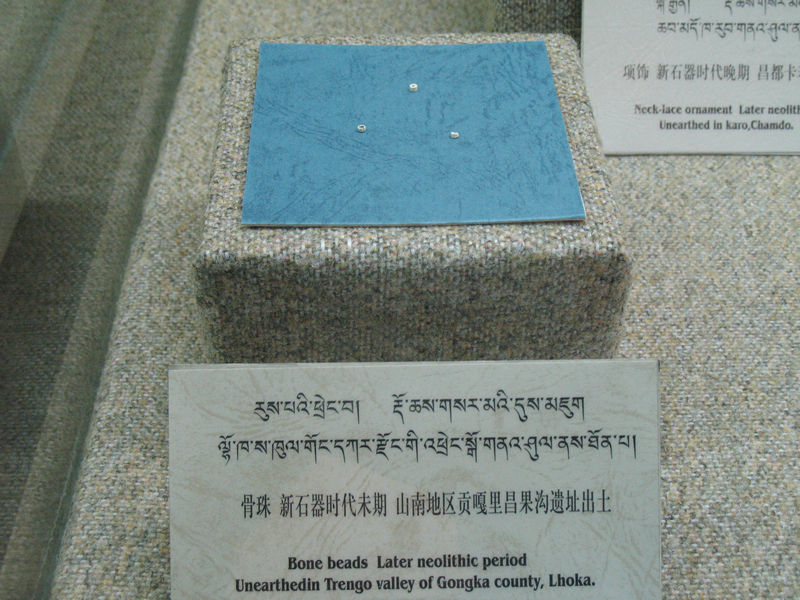 ཆབ་མདོ་ཁ་རུབ་གནའ་ཤུལ་ན
项饰 新石器时代晚期 昌都卡
Neck-lace ornament Later neolith
Unearthed in karo,Chamdo.
རུས་པའི་ཕྲེང་བ། རྡོ་ཆས་གསར་མའི་དུས་མཇུག
ལྷོ་ཁ་ས་ཁུལ་གོང་དཀར་རྫོང་གི་འཕྲེང་སྒོ་གནའ་ཤུལ་ནས་ཐོན་པ།
骨珠 新石器时代末期 山南地区贡嘎里昌果沟遗址出土
Bone beads Later neolithic period
Unearthedin Trengo valley of Gongka county, Lhoka.